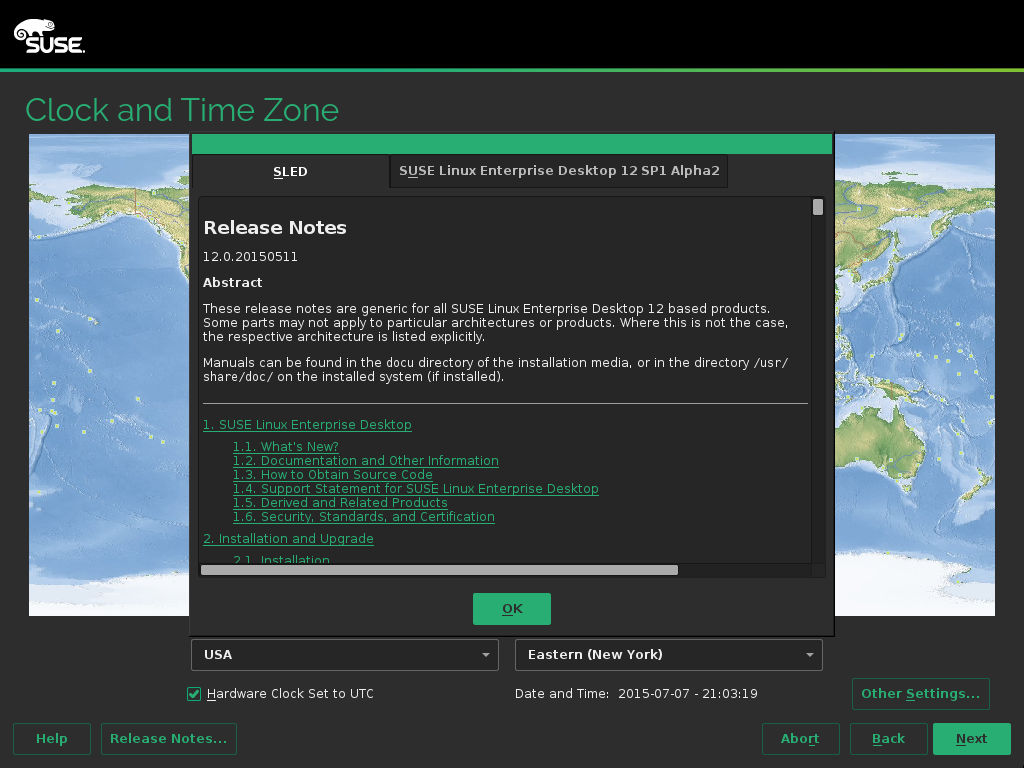 SUSE
Clock and Time Zone
SLED
SUSE Linux Enterprise Desktop 12 SP1 Alpha2
Release Notes
12.0.20150511
Abstract
These release notes are generic for all SUSE Linux Enterprise Desktop 12 based products.
Some parts may not apply to particular architectures or products. Where this is not the case,
the respective architecture is listed explicitly.
Manuals can be found in the docu directory of the installation media, or in the directory /usr/
share/doc/ on the installed system (if installed).
1. SUSE Linux Enterprise Desktop
1.1. What's New?
1.2. Documentation and Other Information
1.3. How to Obtain Source Code
1.4. Support Statement for SUSE Linux Enterprise Desktop
1.5. Derived and Related Products
1.6. Security, Standards, and Certification
2. Installation and Upgrade
2.1. Installation
OK
USA
Eastern (New York)
Hardware Clock Set to UTC
Date and Time: 2015-07-07 - 21:03:19
Other Settings...
Help
Release Notes...
Abort
Back
Next